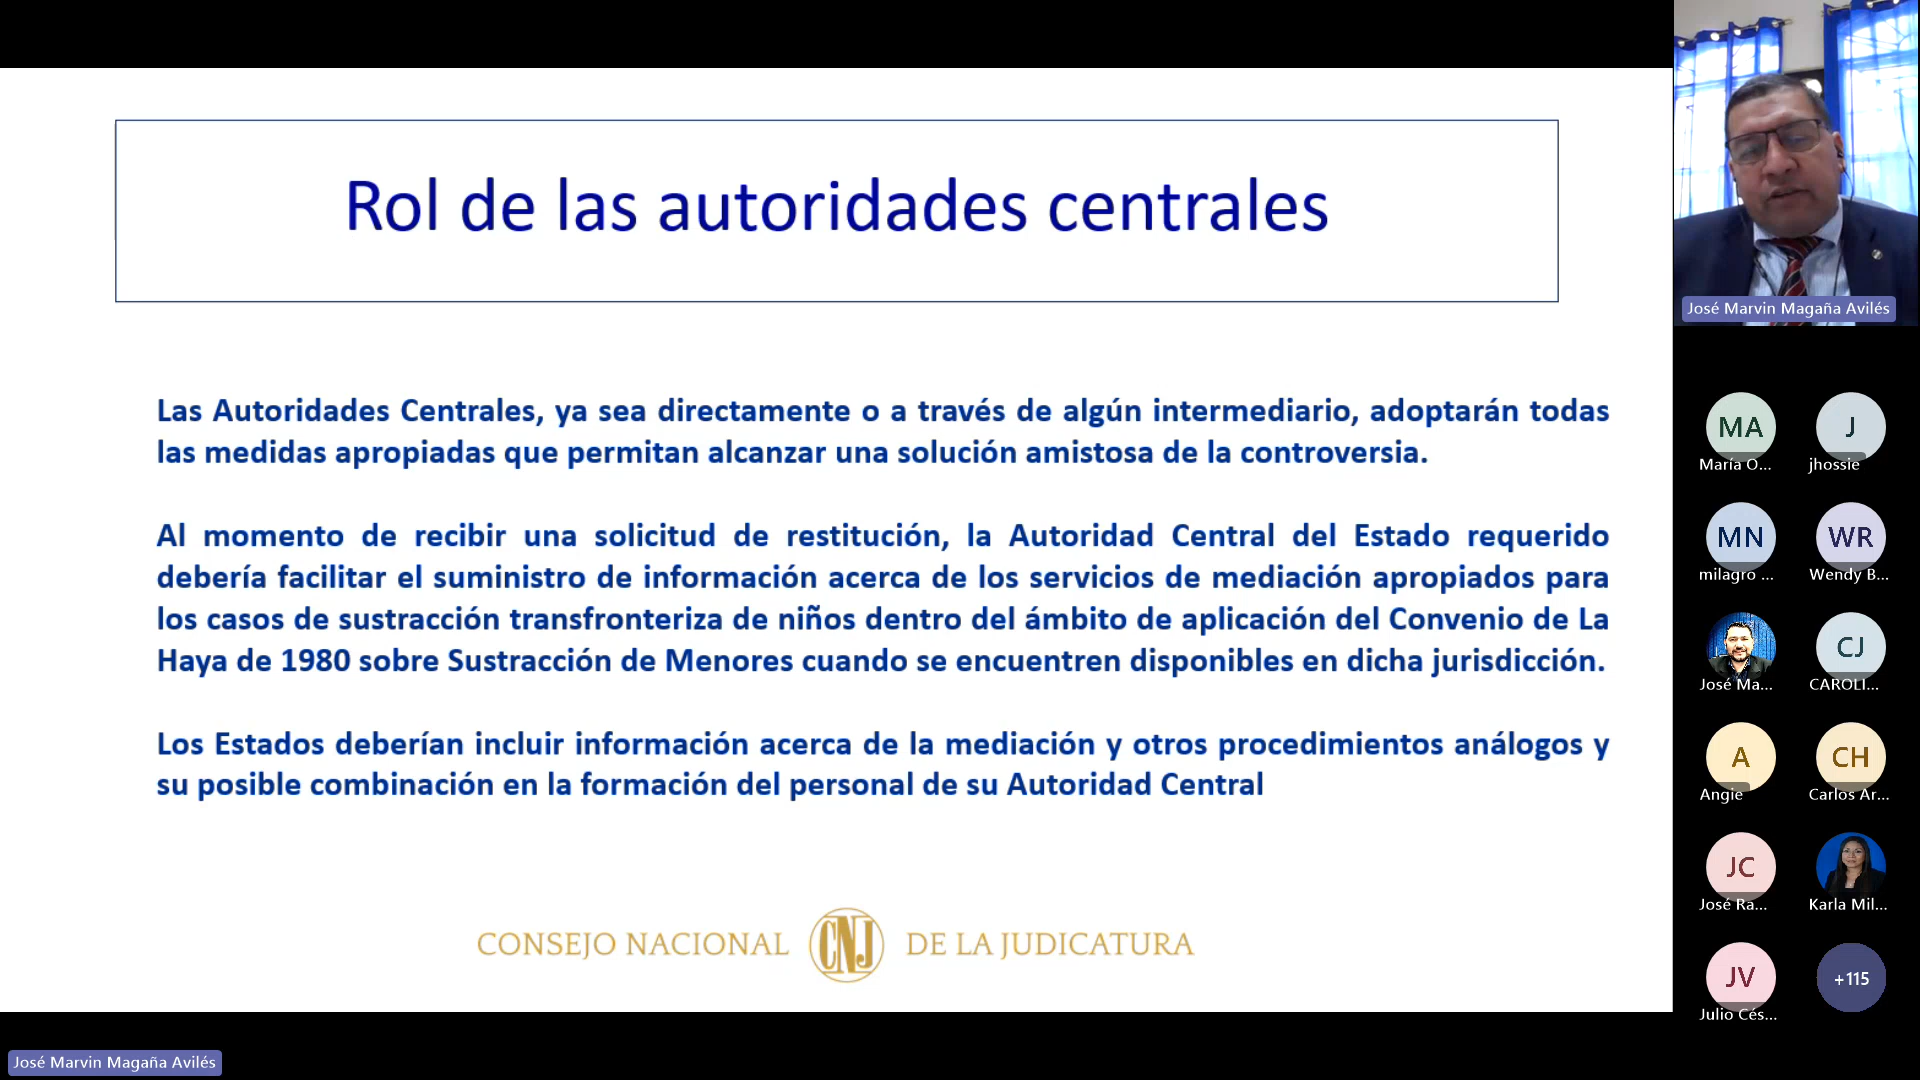 Rol de las autoridades centrales
Las Autoridades Centrales, ya sea directamente o a través de algún intermediario, adoptarán todas
las medidas apropiadas que permitan alcanzar una solución amistosa de la controversia.
Al momento de recibir una solicitud de restitución, la Autoridad Central del Estado requerido
debería facilitar el suministro de información acerca de los servicios de mediación apropiados para
los casos de sustracción transfronteriza de niños dentro del ámbito de aplicación del Convenio de La
Haya de 1980 sobre Sustracción de Menores cuando se encuentren disponibles en dicha jurisdicción.
Los Estados deberían incluir información acerca de la mediación y otros procedimientos análogos y
su posible combinación en la formación del personal de su Autoridad Central
CONSEJO NACIONAL CNJ DE LA JUDICATURA
José Marvin Magaña Avilés
José Marvin Magaña Avilés
MA J
María O... jhossie
MN WR
milagro ... Wendy B...
CJ
José Ma... CAROLI...
A CH
Angie Carlos Ar...
JC
José Ra... Karla Mil...
JV +115
Julio Cés...